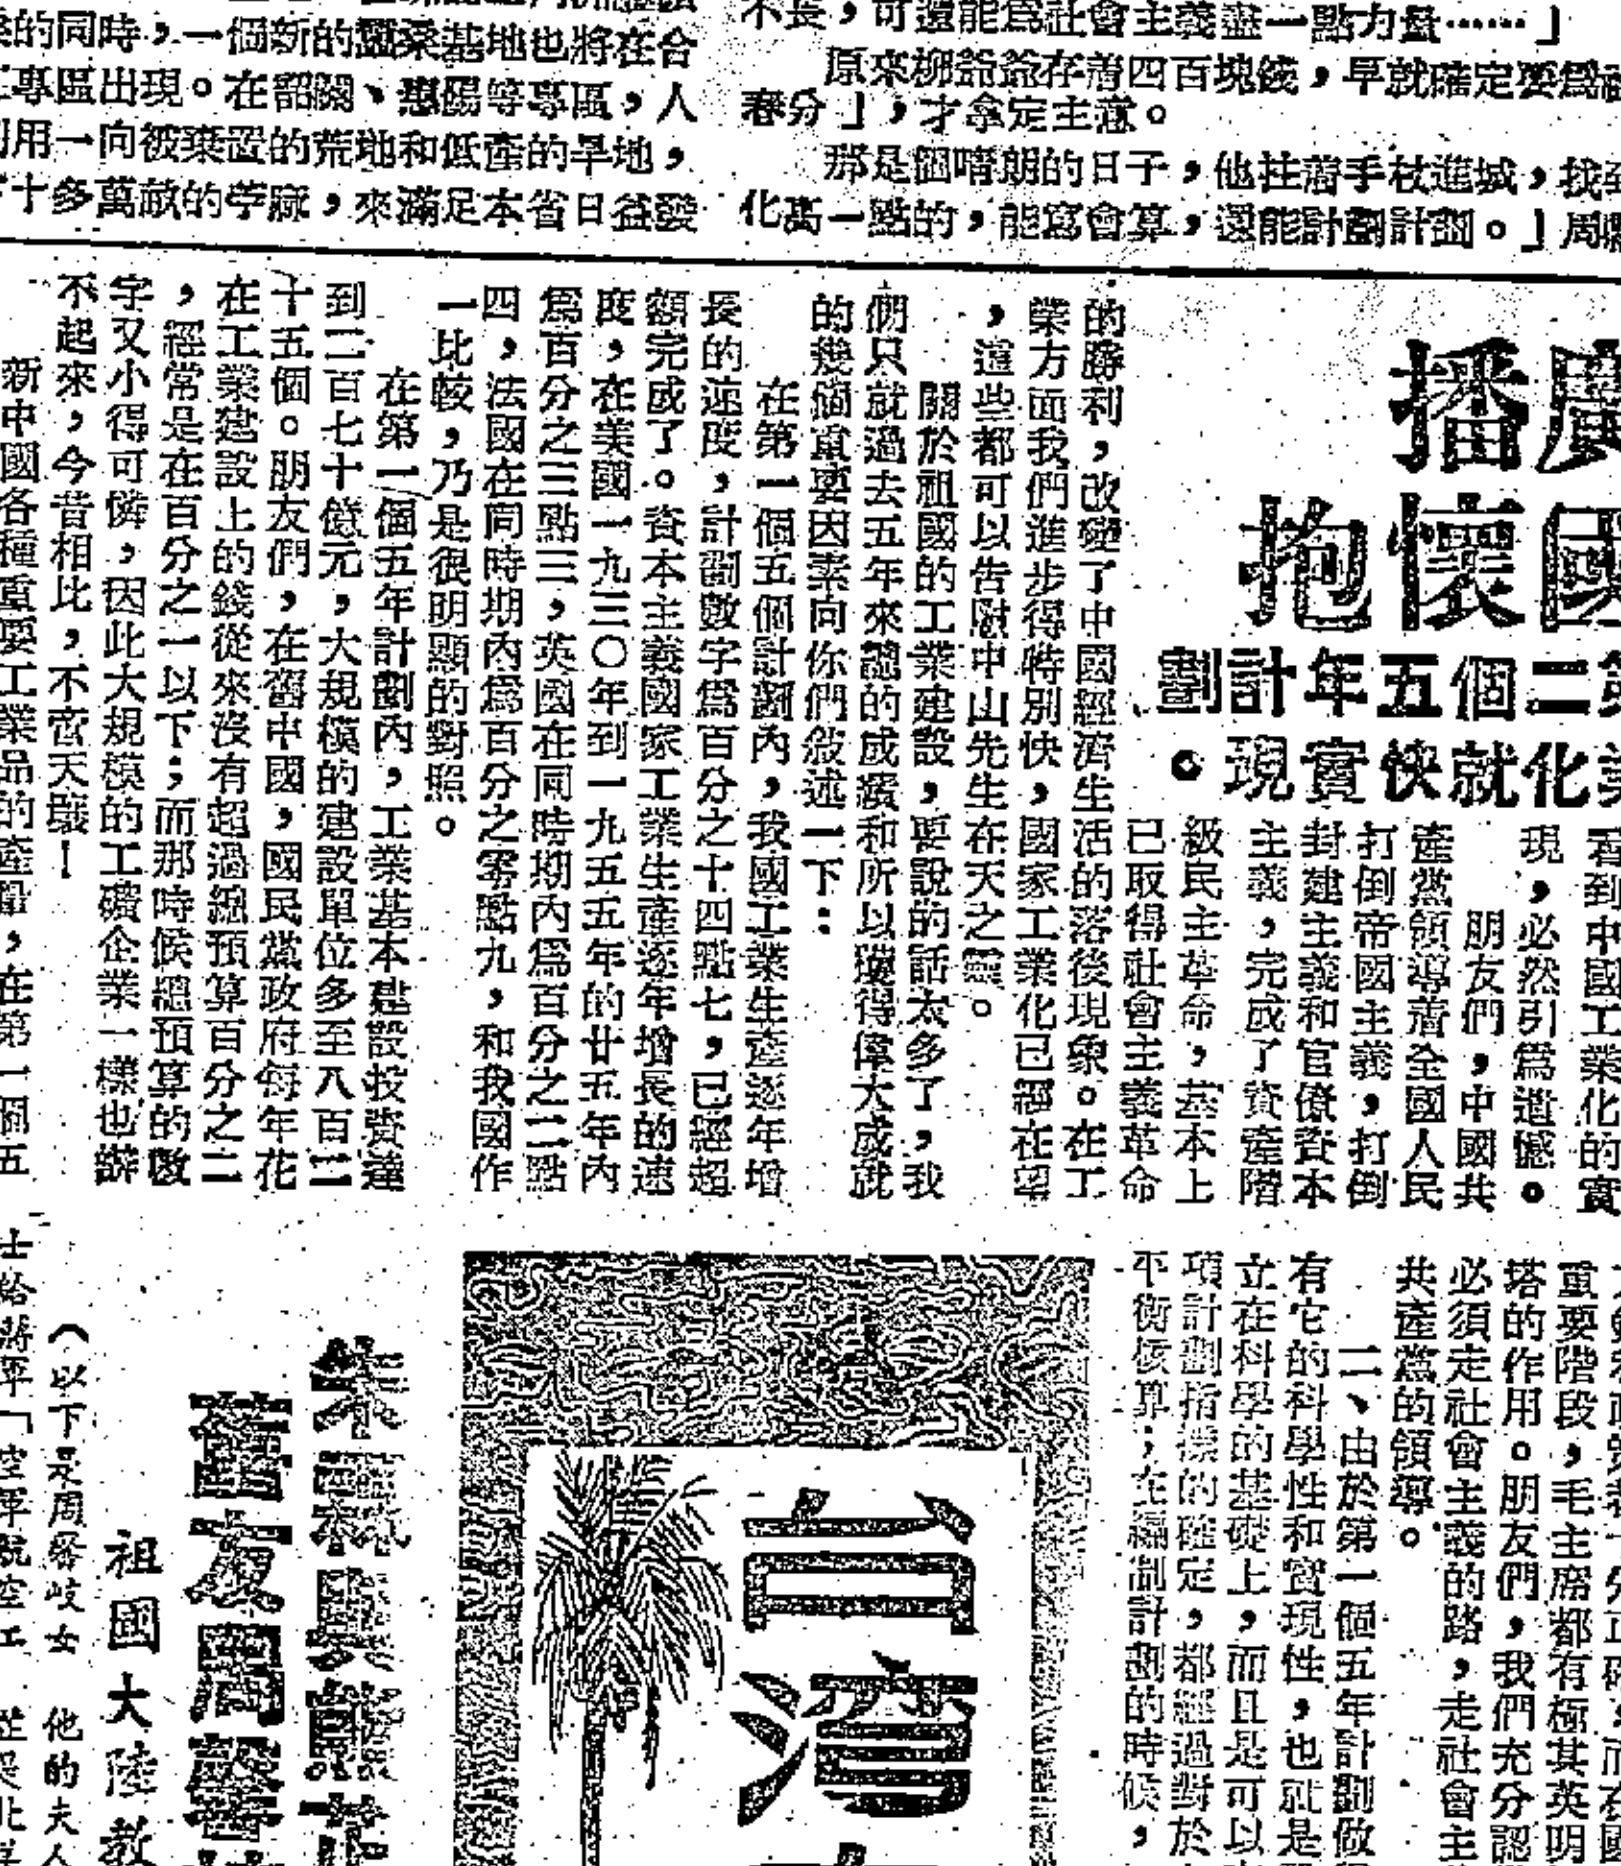 的同時，一個新的蠶桑基地也將在合
專區出現。在韶關、惠陽等專區，人
用一向被棄置的荒地和低產的旱地，
十多萬畝的苧麻，來滿足本省日益發
不長，可還能爲社會主義盡一點力量……」
原來柳爺爺存着四百塊錢，早就確定要爲
春分」，才拿定主意。
那是個晴朗的日子，他拄着手杖進城，找
化高一點的，能寫會算，還能計劃計劃。」周
廣播
國懷抱
二個五年計劃
化就快實現。
看到中國工業化的實
現，必然引爲遺憾。
朋友們，中國共
產黨領導着全國人民
打倒帝國主義，打倒
封建主義和官僚資本
主義，完成了資產階
級民主革命，基本上
已取得社會主義革命
的勝利，改變了中國經濟生活的落後現象。在工
業方面我們進步得特別快，國家工業化已經在望
，這些都可以告慰中山先生在天之靈。
關於祖國的工業建設，要說的話太多了，我
們只就過去五年來談的成績和所以獲得偉大成就
的幾個重要因素向你們敍述一下：
在第一個五個計劃內，我國工業生產逐年增
長的速度，計劃數字爲百分之十四點七，已經超
額完成了。資本主義國家工業生產逐年增長的速
度，在美國一九三〇年到一九五五年的廿五年內
爲百分之三點三，英國在同時期內爲百分之二點
四，法國在同時期內爲百分之零點九，和我國作
一比較，乃是很明顯的對照。
在第一個五年計劃內，工業基本建設投資達
到二百七十億元，大規模的建設單位多至八百二
十五個。朋友們，在舊中國，國民黨政府每年花
在工業建設上的錢從來沒有超過總預算百分之二
，經常是在百分之一以下；而那時候總預算的數
字又小得可憐，因此大規模的工礦企業一樣也辦
不起來，今昔相比，不啻天壤！
新中國各種重要工業品的產量，在第一個五
重要階段，毛主席都有極其英明
塔的作用。朋友們，我們充分認
必須走社會主義的路，走社會主
共產黨的領導。
二、由於第一個五年計劃做
有它的科學性和實現性，也就是
立在科學的基礎上，而且是可以
項計劃指標的確定，都經過對於
平衡核算；在編制計劃的時候，
台灣
祖國大陸教
（以下是周馨岐女
他的夫人